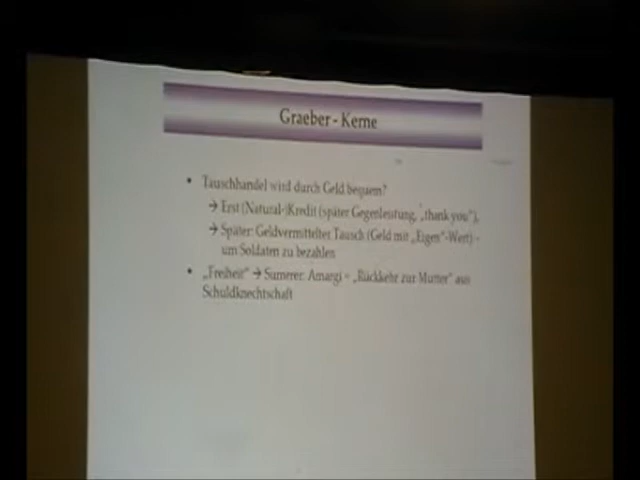 Graeber - Kerne
• Tauschhandel wird durch Geld bequem?
→ Erst (Natural-)Kredit (später Gegenleistung, „thank you“),
→ Später: Geldvermittelter Tausch (Geld mit „Eigen“-Wert) -
um Soldaten zu bezahlen
• „Freiheit“ → Sumerer: Amargi = „Rückkehr zur Mutter“ aus
Schuldknechtschaft